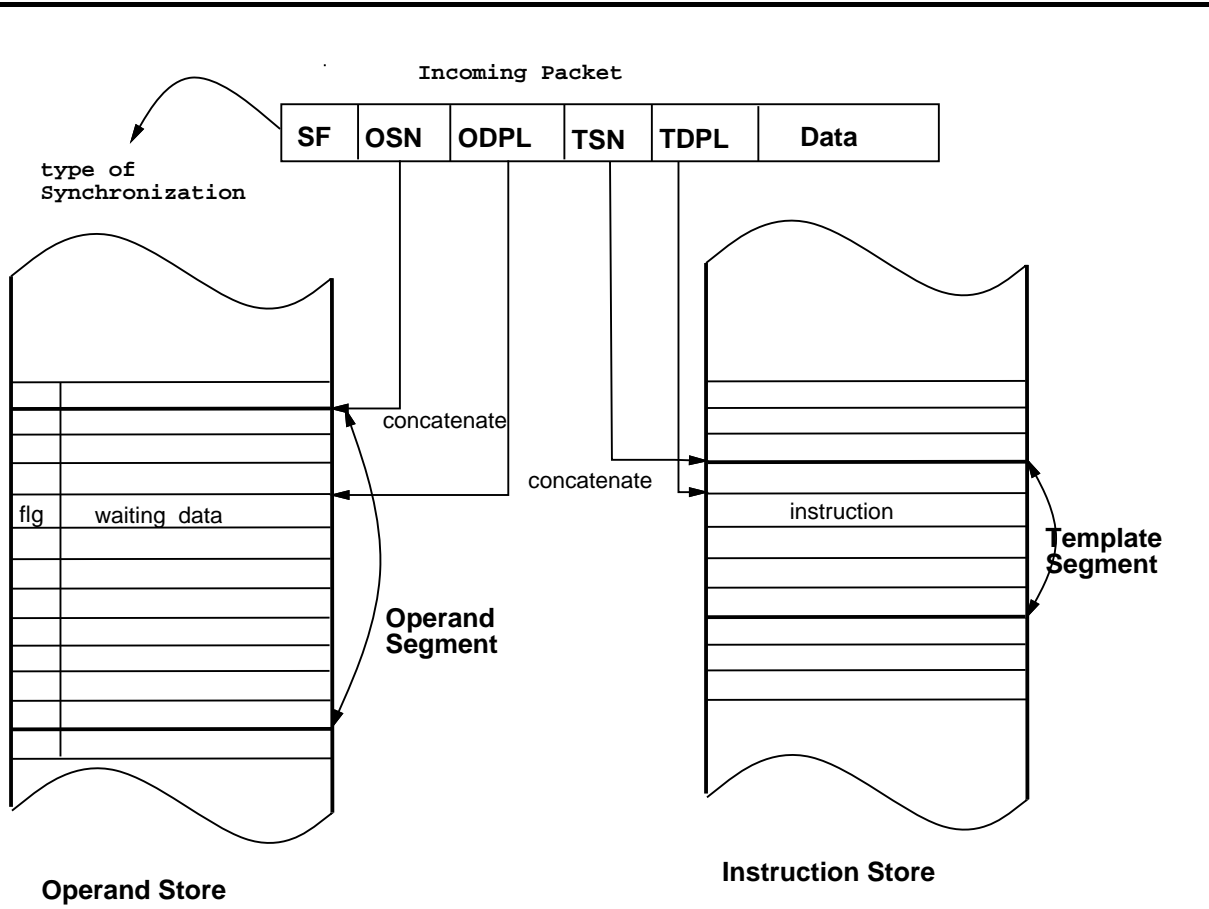 Incoming Packet
SF OSN ODPL TSN TDPL Data
type of
Synchronization
concatenate
concatenate
flg waiting data
instruction
Template
Segment
Operand
Segment
Instruction Store
Operand Store